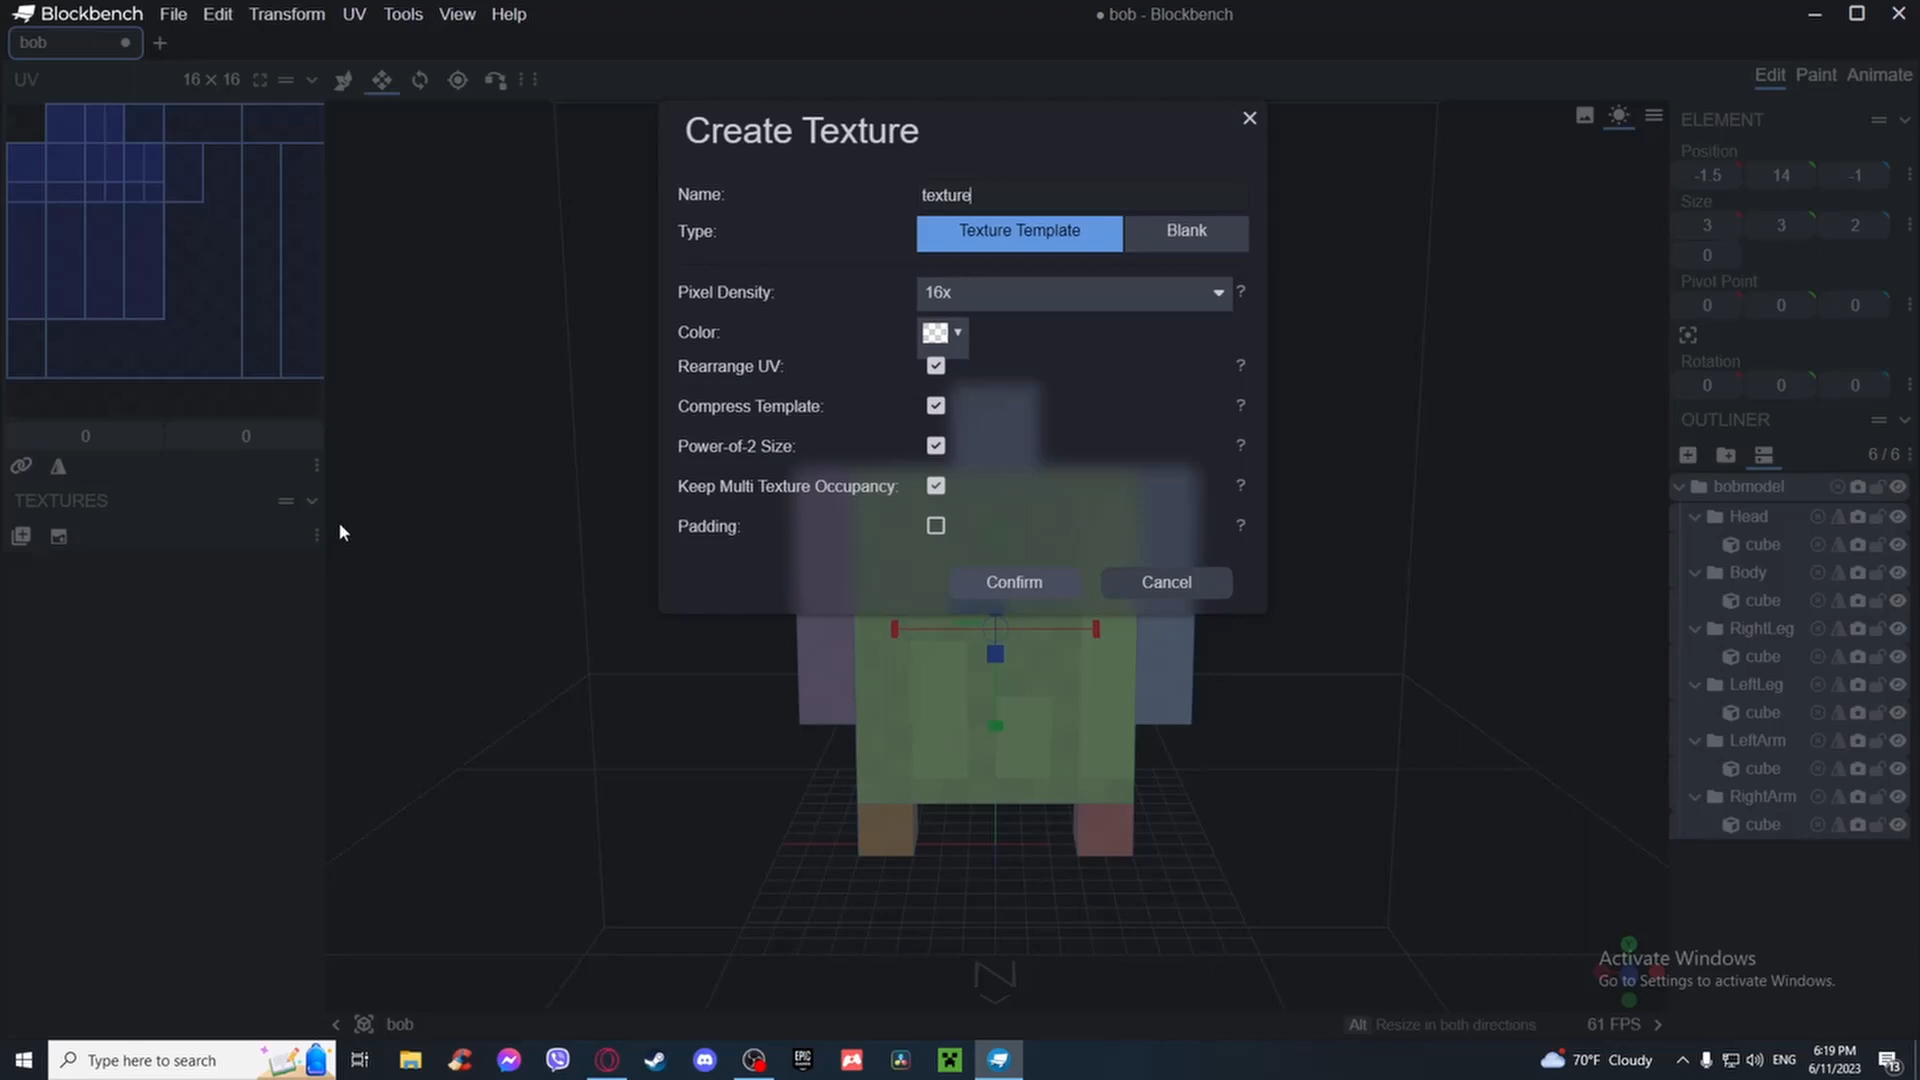 Blockbench File Edit Transform UV Tools View Help
• bob - Blockbench
bob
UV 16 × 16
Edit Paint Animate
Create Texture
Name: texture
Type: Texture Template Blank
Pixel Density: 16x ?
Color:
Rearrange UV: ?
Compress Template: ?
Power-of-2 Size: ?
Keep Multi Texture Occupancy: ?
Padding: ?
Confirm Cancel
0 0
TEXTURES
ELEMENT
Position
-1.5 14 -1
Size
3 3 2
0
Pivot Point
0 0 0
Rotation
0 0 0
OUTLINER
6 / 6
bobmodel
Head
cube
Body
cube
RightLeg
cube
LeftLeg
cube
LeftArm
cube
RightArm
cube
N
Activate Windows
Go to Settings to activate Windows.
bob
Alt Resize in both directions 61 FPS
Type here to search
EPIC GAMES
70°F Cloudy
ENG
6:19 PM
6/11/2023
13